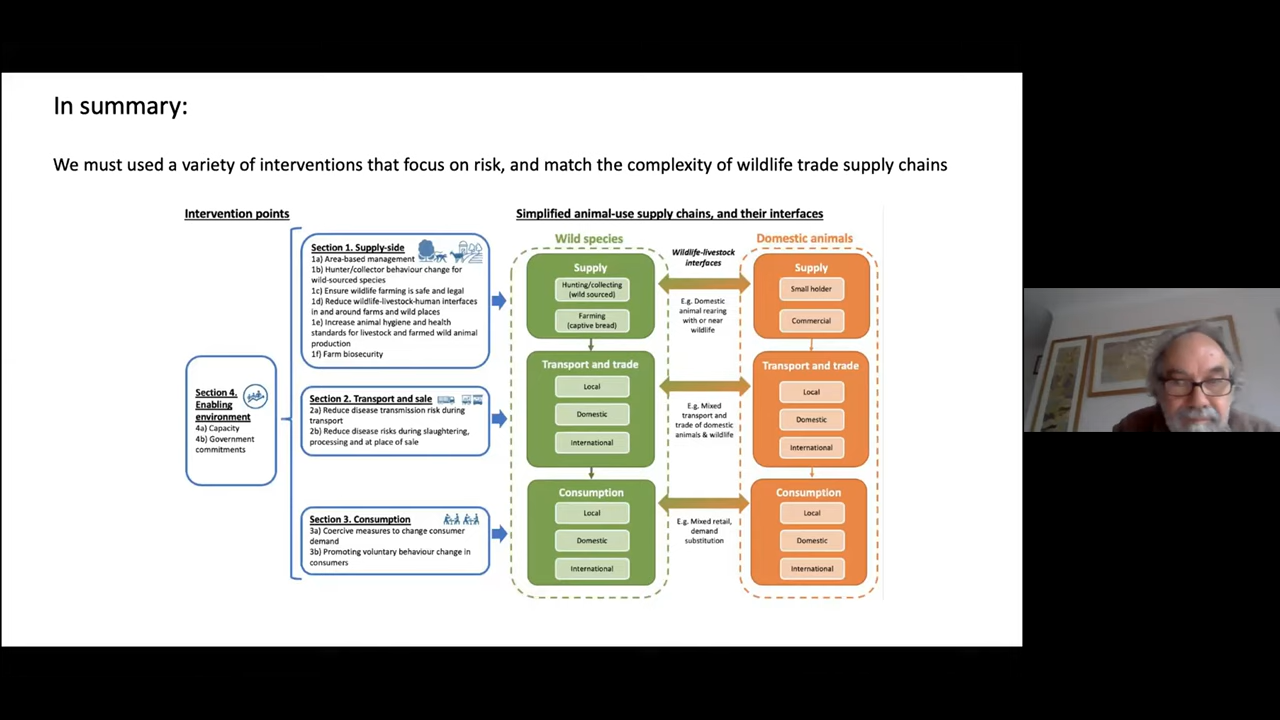 In summary:
We must used a variety of interventions that focus on risk, and match the complexity of wildlife trade supply chains
Intervention points
Section 4.
Enabling
environment
4a) Capacity
4b) Government
commitments
Section 1. Supply-side
1a) Area-based management
1b) Hunter/collector behaviour change for
wild-sourced species
1c) Ensure wildlife farming is safe and legal
1d) Reduce wildlife-livestock-human interfaces
in and around farms and wild places
1e) Increase animal hygiene and health
standards for livestock and farmed wild animal
production
1f) Farm biosecurity
Section 2. Transport and sale
2a) Reduce disease transmission risk during
transport
2b) Reduce disease risks during slaughtering,
processing and at place of sale
Section 3. Consumption
3a) Coercive measures to change consumer
demand
3b) Promoting voluntary behaviour change in
consumers
Simplified animal-use supply chains, and their interfaces
Wild species
Supply
Hunting/collecting
(wild sourced)
Farming
(captive bread)
Transport and trade
Local
Domestic
International
Consumption
Local
Domestic
International
Wildlife-livestock
interfaces
E.g. Domestic
animal rearing
with or near
wildlife
E.g. Mixed
transport and
trade of domestic
animals & wildlife
E.g. Mixed retail,
demand
substitution
Domestic animals
Supply
Small holder
Commercial
Transport and trade
Local
Domestic
International
Consumption
Local
Domestic
International